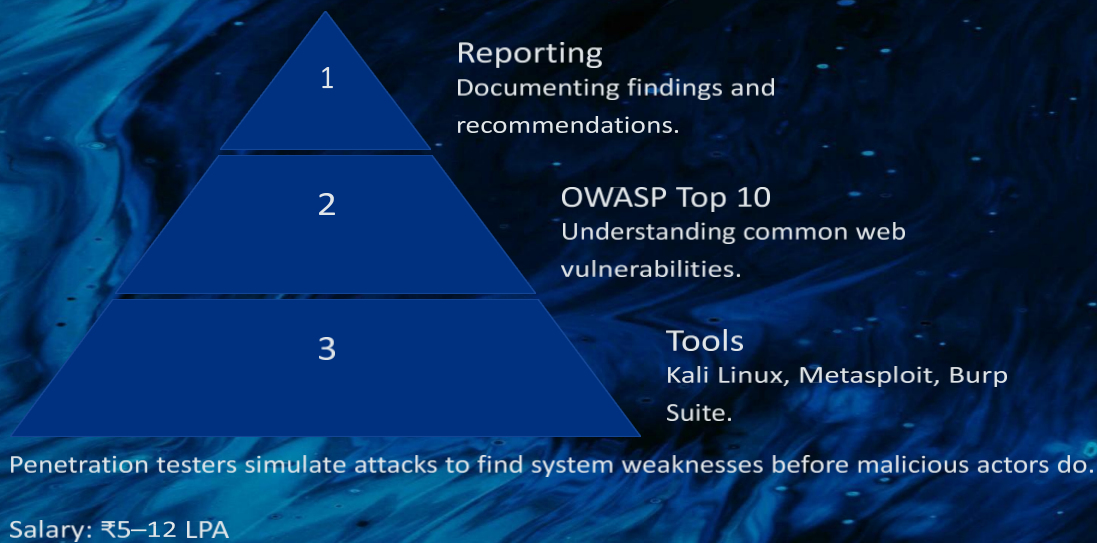 1
Reporting
Documenting findings and
recommendations.
2
OWASP Top 10
Understanding common web
vulnerabilities.
3
Tools
Kali Linux, Metasploit, Burp
Suite.
Penetration testers simulate attacks to find system weaknesses before malicious actors do.
Salary: ₹5–12 LPA